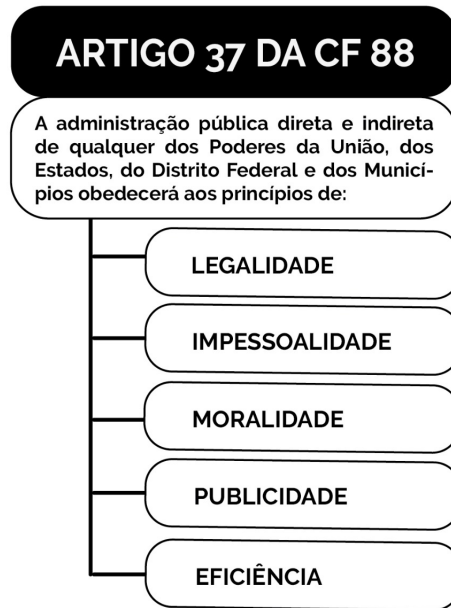 ARTIGO 37 DA CF 88
A administração pública direta e indireta
de qualquer dos Poderes da União, dos
Estados, do Distrito Federal e dos Municí-
pios obedecerá aos princípios de:
LEGALIDADE
IMPESSOALIDADE
MORALIDADE
PUBLICIDADE
EFICIÊNCIA